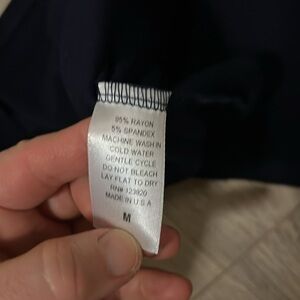 95% RAYON
5% SPANDEX
MACHINE WASH IN
COLD WATER
GENTLE CYCLE
DO NOT BLEACH
LAY FLAT TO DRY
RN# 123920
MADE IN U.S.A
M